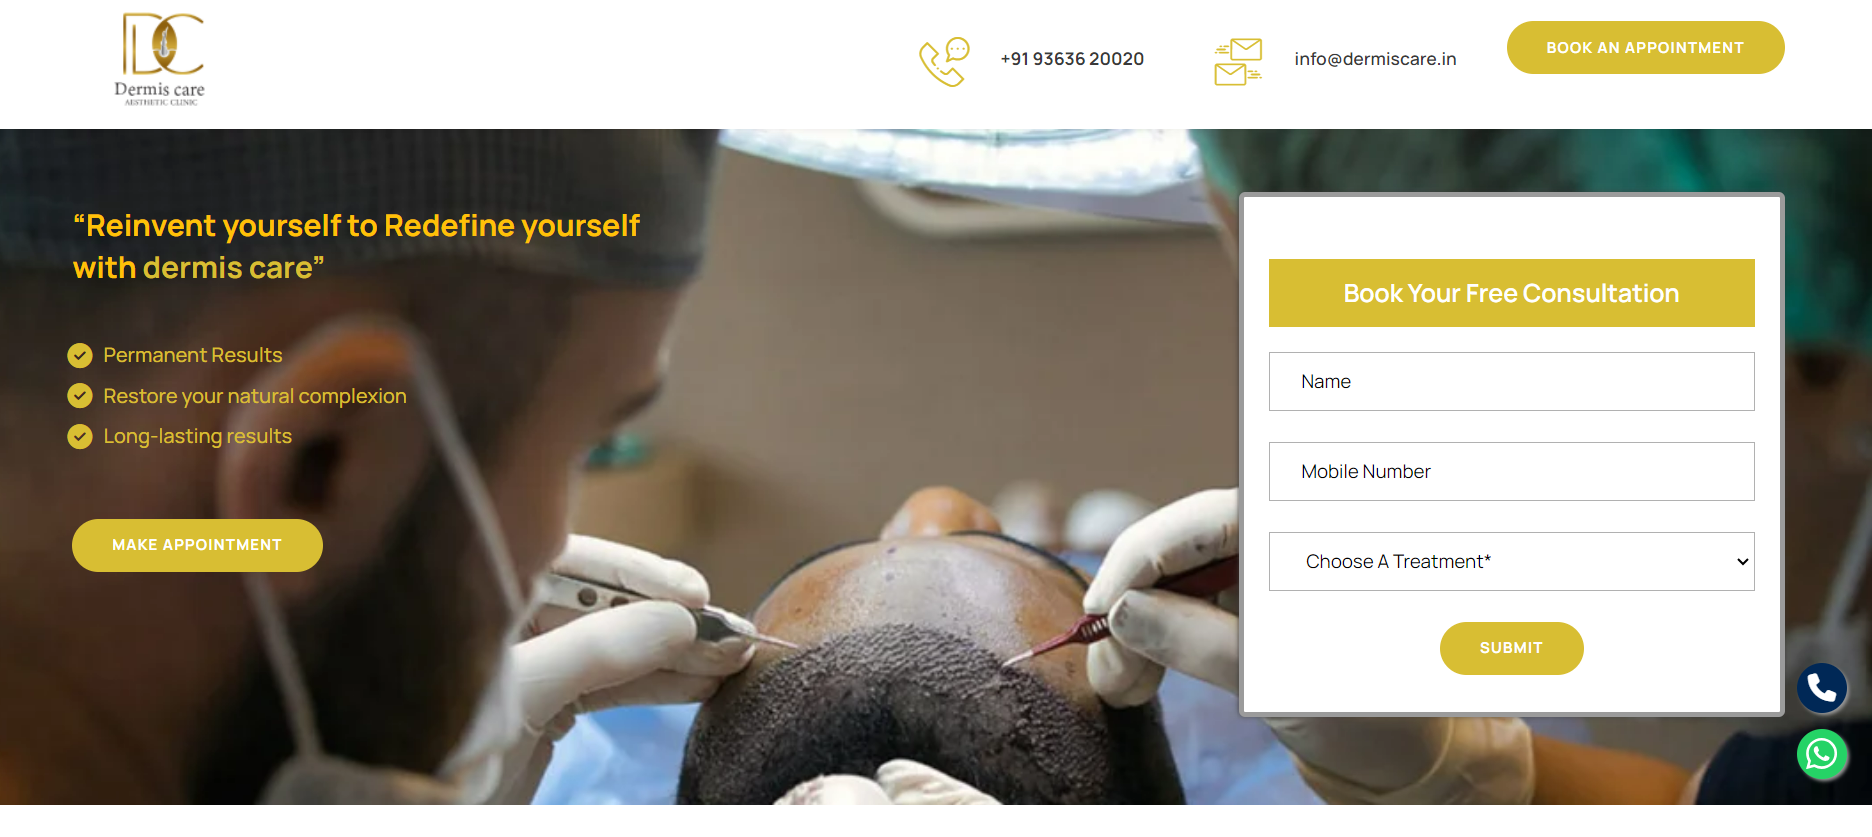 DC
Dermis care
AESTHETIC CLINIC
+91 93636 20020
info@dermiscare.in
BOOK AN APPOINTMENT
“Reinvent yourself to Redefine yourself
with dermis care”
Permanent Results
Restore your natural complexion
Long-lasting results
MAKE APPOINTMENT
Book Your Free Consultation
Name
Mobile Number
Choose A Treatment*
SUBMIT